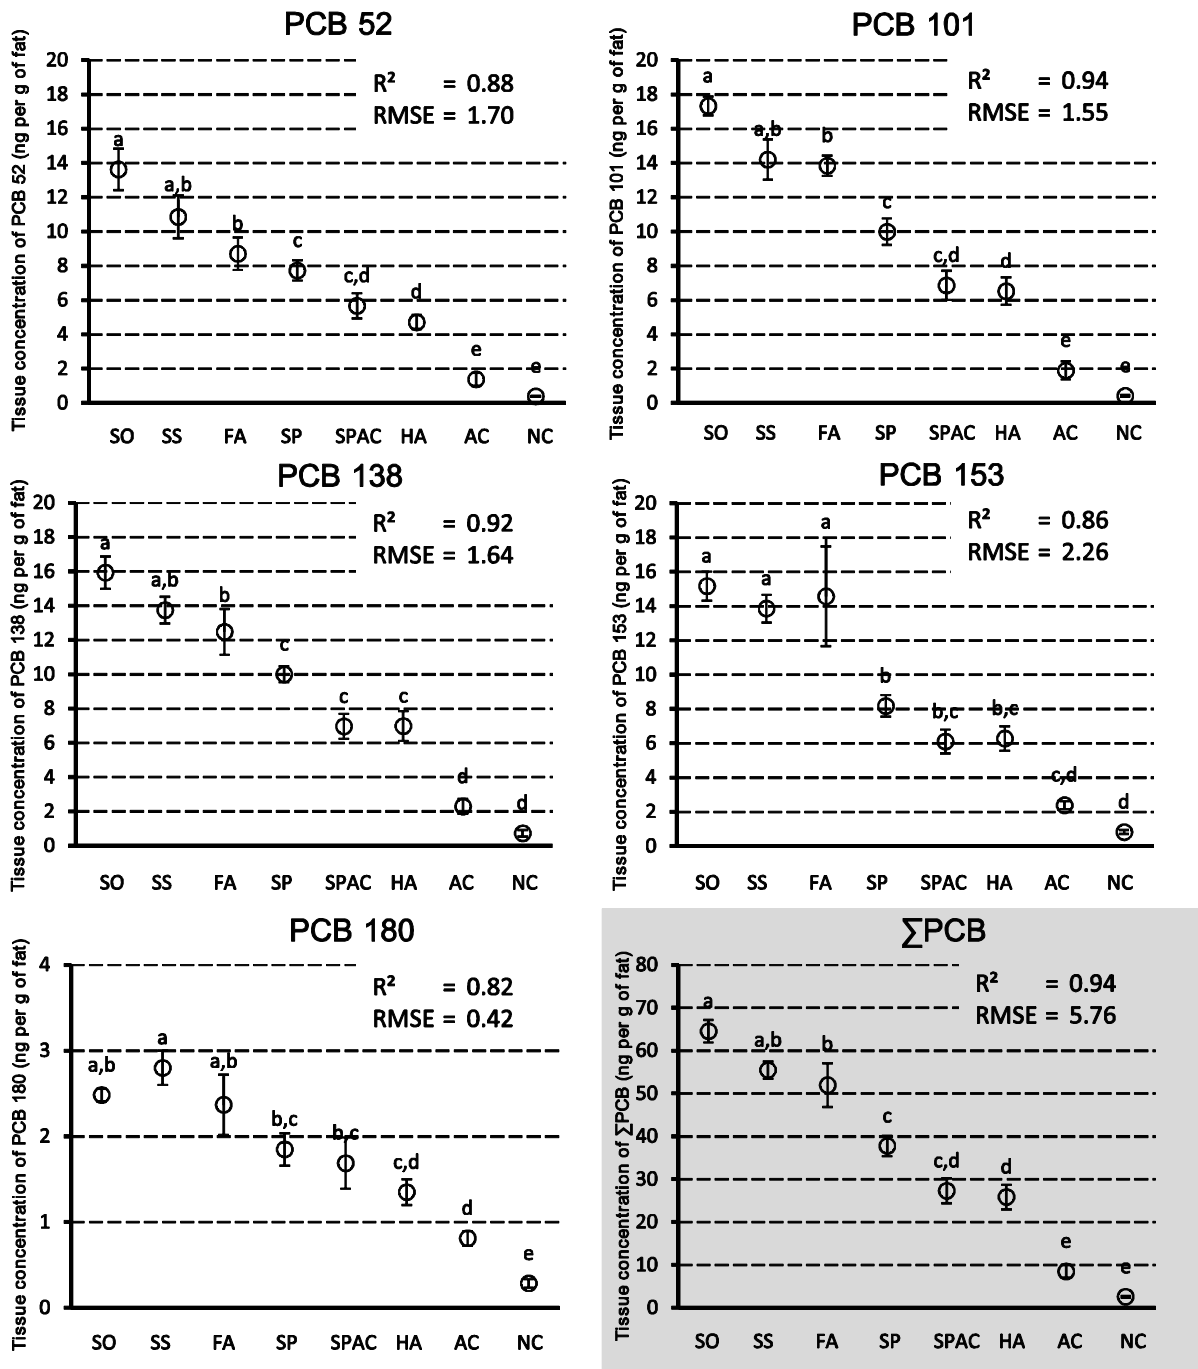 PCB 52
Tissue concentration of PCB 52 (ng per g of fat)
20
18
16
14
12
10
8
6
4
2
0
R² = 0.88
RMSE = 1.70
a
a,b
b
c
c,d
d
e
e
SO SS FA SP SPAC HA AC NC
PCB 101
Tissue concentration of PCB 101 (ng per g of fat)
20
18
16
14
12
10
8
6
4
2
0
R² = 0.94
RMSE = 1.55
a
a,b
b
c
c,d
d
e
e
SO SS FA SP SPAC HA AC NC
PCB 138
Tissue concentration of PCB 138 (ng per g of fat)
20
18
16
14
12
10
8
6
4
2
0
R² = 0.92
RMSE = 1.64
a
a,b
b
c
c
c
d
d
SO SS FA SP SPAC HA AC NC
PCB 153
Tissue concentration of PCB 153 (ng per g of fat)
20
18
16
14
12
10
8
6
4
2
0
R² = 0.86
RMSE = 2.26
a
a
a
b
b,c
b,c
c,d
d
SO SS FA SP SPAC HA AC NC
PCB 180
Tissue concentration of PCB 180 (ng per g of fat)
4
3
2
1
0
R² = 0.82
RMSE = 0.42
a,b
a
a,b
b,c
b,c
c,d
d
e
SO SS FA SP SPAC HA AC NC
∑PCB
Tissue concentration of ∑PCB (ng per g of fat)
80
70
60
50
40
30
20
10
0
R² = 0.94
RMSE = 5.76
a
a,b
b
c
c,d
d
e
e
SO SS FA SP SPAC HA AC NC